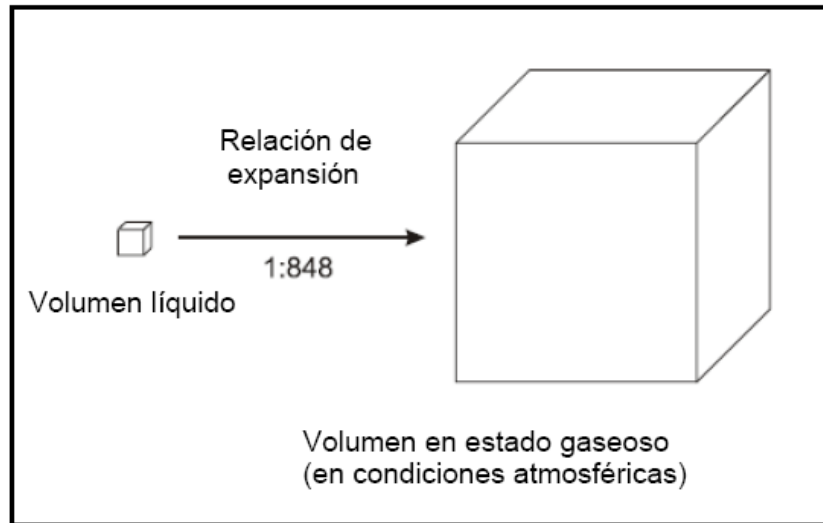 Relación de
expansión
1:848
Volumen líquido
Volumen en estado gaseoso
(en condiciones atmosféricas)